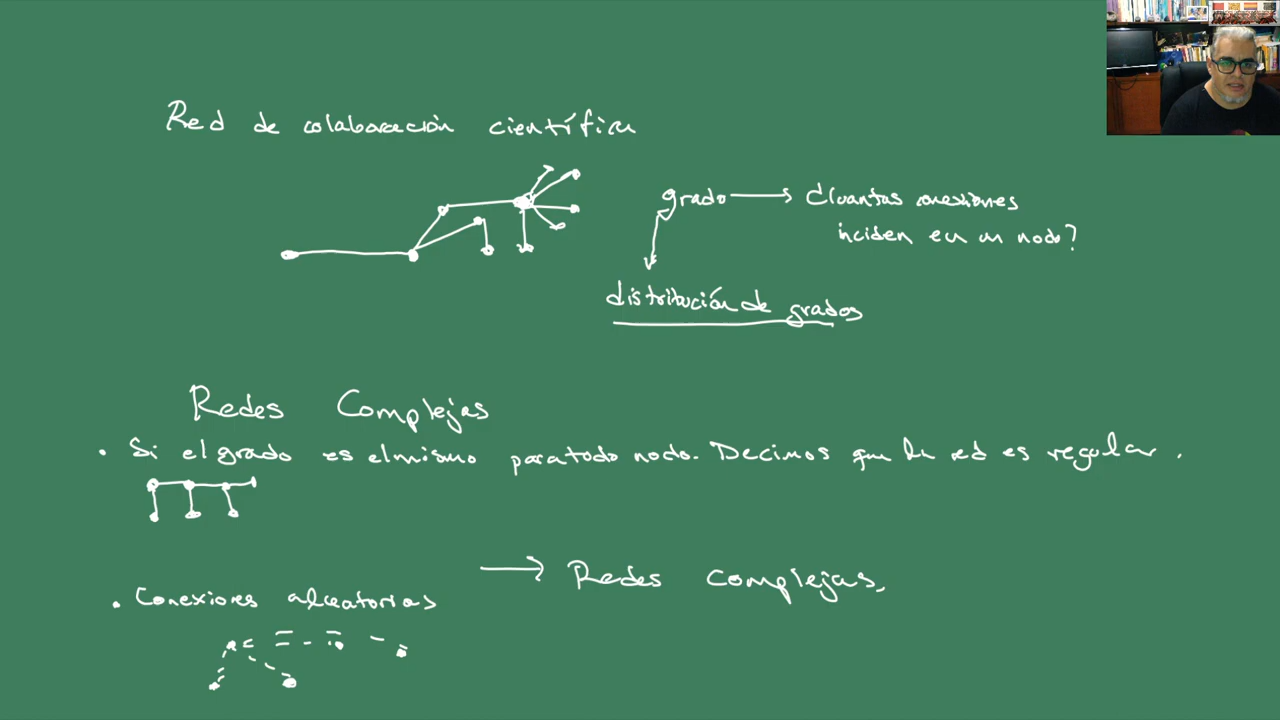 Red de colaboración científica
grado → ¿Cuantas conexiones
inciden en un nodo?
distribución de grados
Redes Complejas
• Si el grado es el mismo para todo nodo. Decimos que la red es regular.
→ Redes complejas.
• Conexiones aleatorias